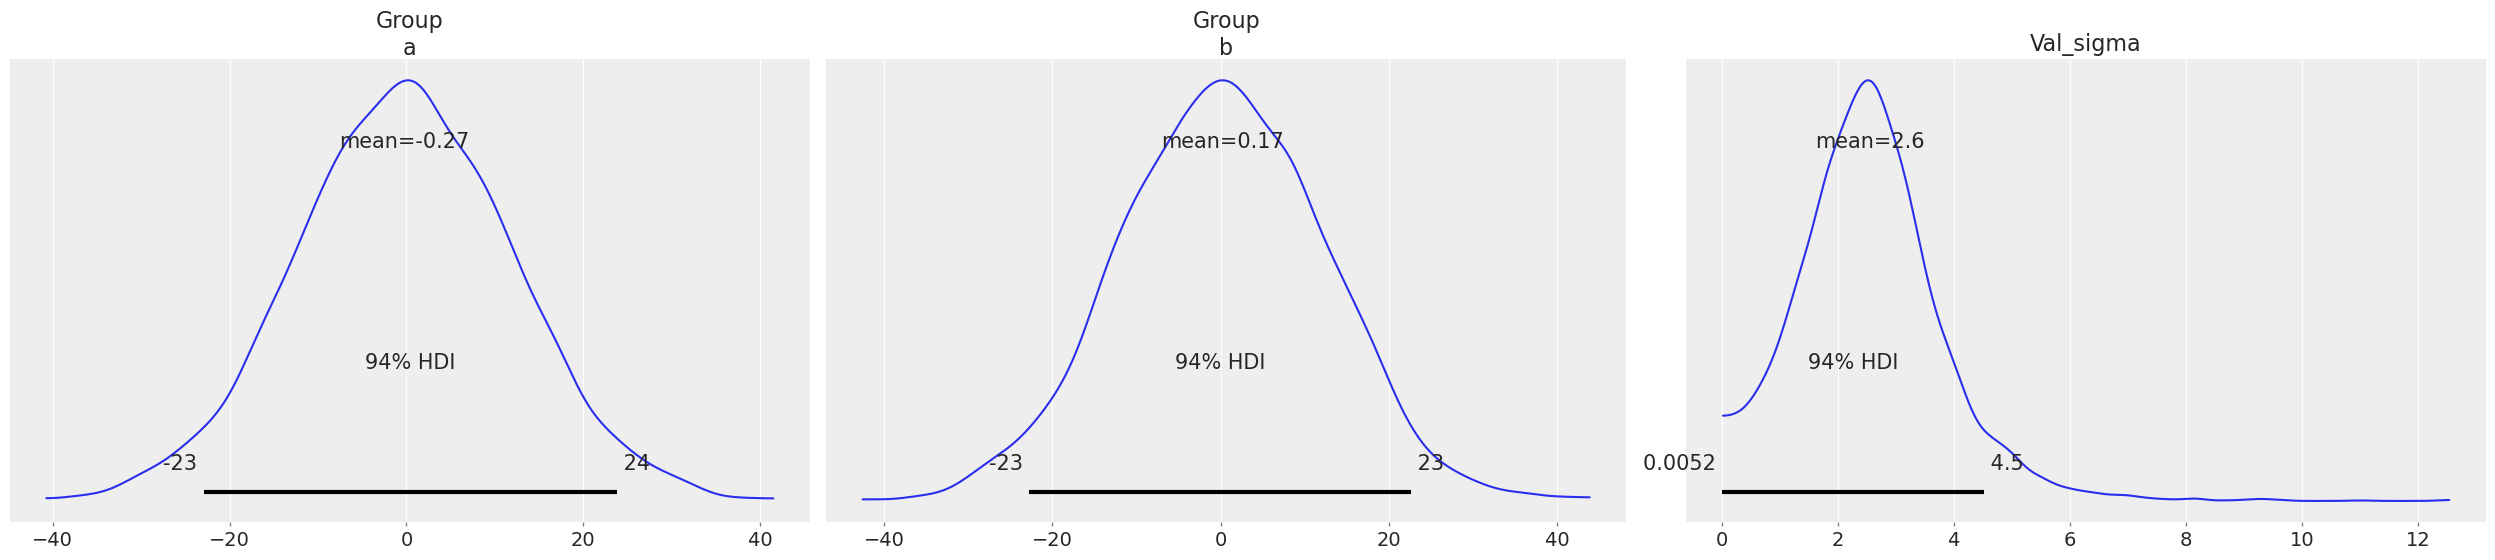 Group
a
mean=-0.27
94% HDI
-23 24
−40 −20 0 20 40
Group
b
mean=0.17
94% HDI
-23 23
−40 −20 0 20 40
Val_sigma
mean=2.6
94% HDI
0.0052 4.5
0 2 4 6 8 10 12